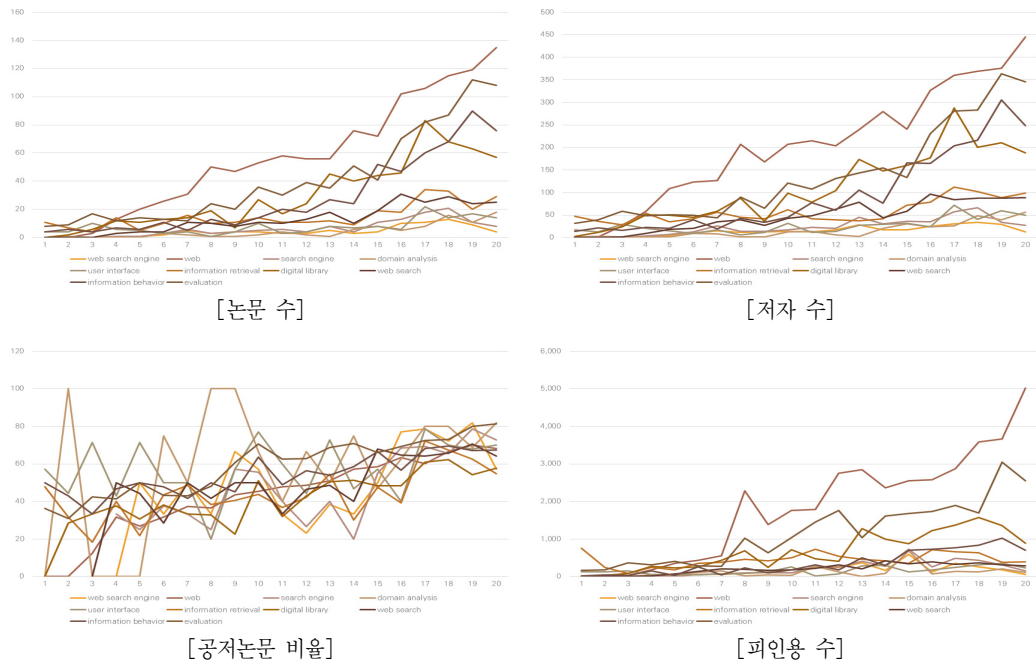 160
140
120
100
80
60
40
20
0
1 2 3 4 5 6 7 8 9 10 11 12 13 14 15 16 17 18 19 20
web search engine web search engine domain analysis
user interface information retrieval digital library web search
information behavior evaluation
[논문 수]
500
450
400
350
300
250
200
150
100
50
0
1 2 3 4 5 6 7 8 9 10 11 12 13 14 15 16 17 18 19 20
web search engine web search engine domain analysis
user interface information retrieval digital library web search
information behavior evaluation
[저자 수]
120
100
80
60
40
20
0
1 2 3 4 5 6 7 8 9 10 11 12 13 14 15 16 17 18 19 20
web search engine web search engine domain analysis
user interface information retrieval digital library web search
information behavior evaluation
[공저논문 비율]
6,000
5,000
4,000
3,000
2,000
1,000
0
1 2 3 4 5 6 7 8 9 10 11 12 13 14 15 16 17 18 19 20
web search engine web search engine domain analysis
user interface information retrieval digital library web search
information behavior evaluation
[피인용 수]